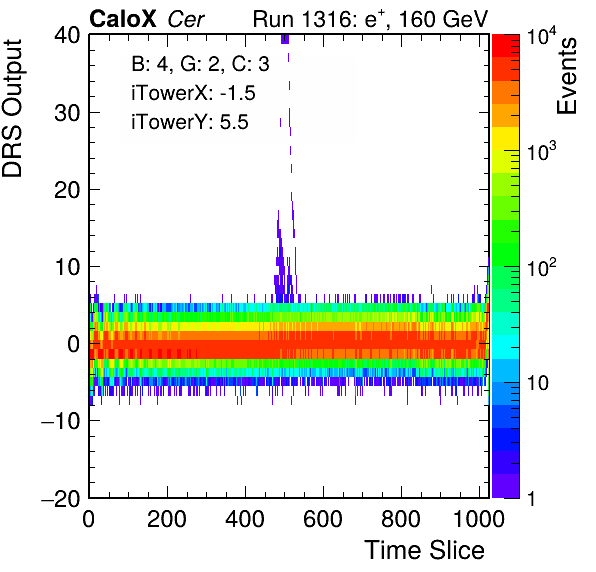 CaloX Cer Run 1316: e⁺, 160 GeV
DRS Output
B: 4, G: 2, C: 3
iTowerX: -1.5
iTowerY: 5.5
40
30
20
10
0
−10
−20
0 200 400 600 800 1000
Time Slice
10⁴
10³
10²
10
1
Events